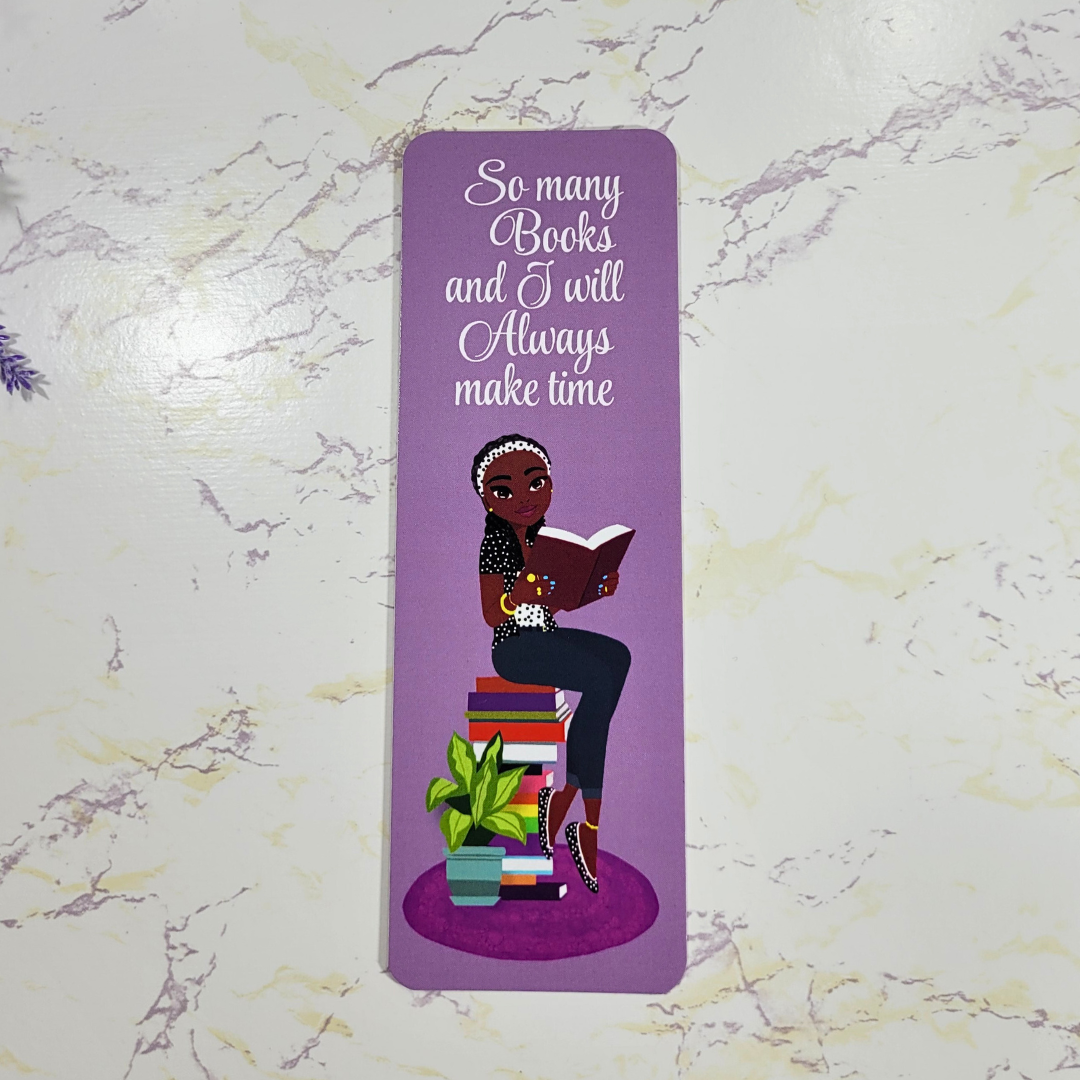 So many
Books
and I will
Always
make time